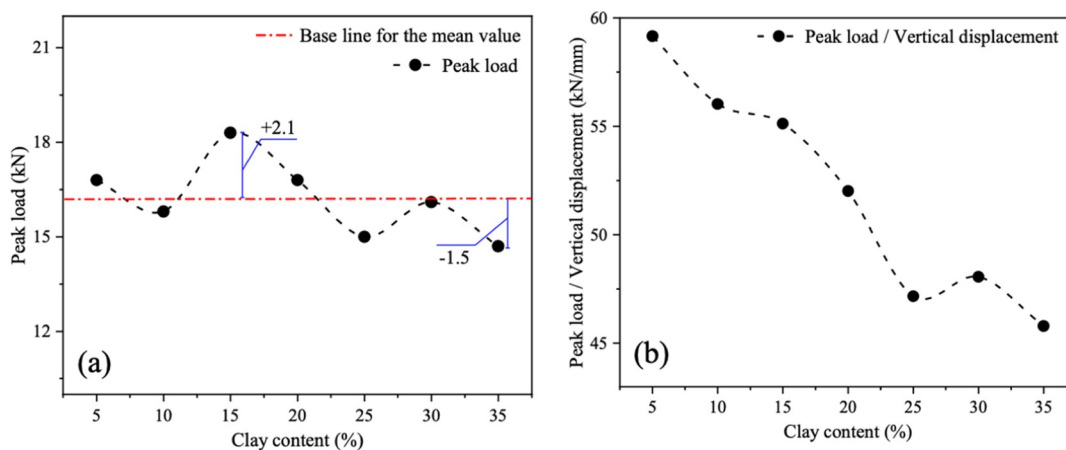 Base line for the mean value
Peak load
+2.1
-1.5
21
18
15
12
Peak load (kN)
(a)
5 10 15 20 25 30 35
Clay content (%)
Peak load / Vertical displacement
60
55
50
45
Peak load / Vertical displacement (kN/mm)
(b)
5 10 15 20 25 30 35
Clay content (%)